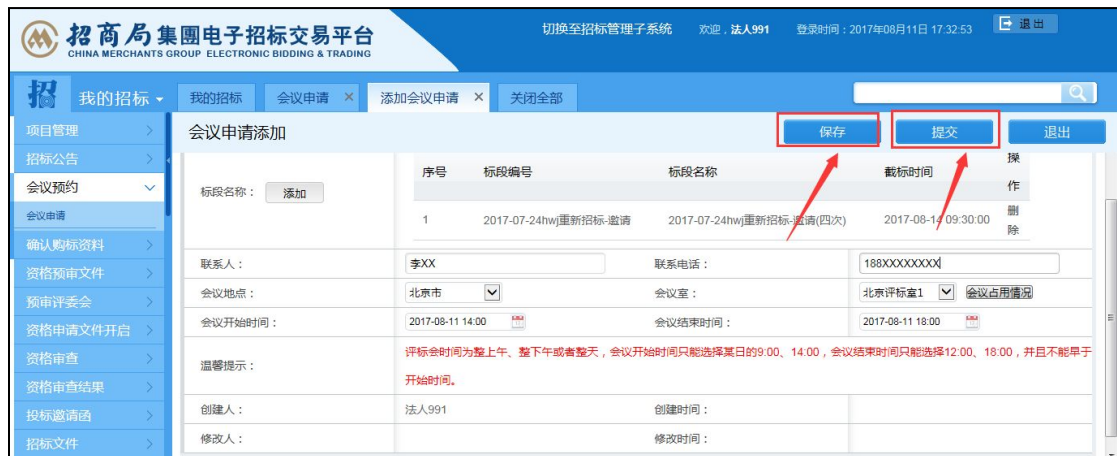 招商局集團电子招标交易平台
CHINA MERCHANTS GROUP ELECTRONIC BIDDING & TRADING
切换至招标管理子系统 欢迎，法人991 登录时间：2017年08月11日 17:32:53 退出
招 我的招标 我的招标 会议申请 × 添加会议申请 × 关闭全部
项目管理
招标公告
会议预约
会议申请
确认购标资料
资格预审文件
预审评委会
资格申请文件开启
资格审查
资格审查结果
投标邀请函
招标文件
会议申请添加 保存 提交 退出
序号 标段编号 标段名称 截标时间 操作
标段名称： 添加
1 2017-07-24hwj重新招标-邀请 2017-07-24hwj重新招标-邀请(四次) 2017-08-14 09:30:00 删除
联系人： 李XX 联系电话： 188XXXXXXXX
会议地点： 北京市 会议室： 北京评标室1 会议占用情况
会议开始时间： 2017-08-11 14:00 会议结束时间： 2017-08-11 18:00
温馨提示： 评标会时间为整上午、整下午或者整天，会议开始时间只能选择某日的9:00、14:00，会议结束时间只能选择12:00、18:00，并且不能早于
开始时间。
创建人： 法人991 创建时间：
修改人： 修改时间：